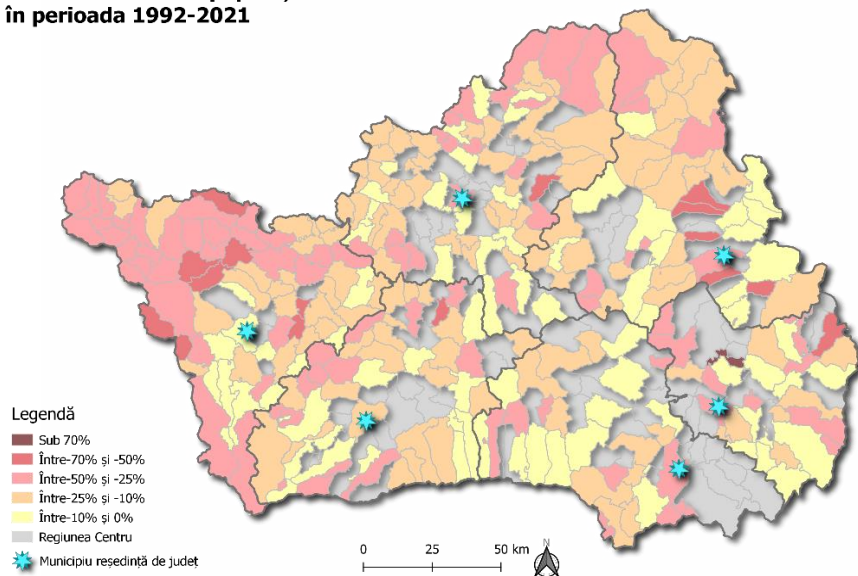 în perioada 1992-2021
Legendă
Sub 70%
Între-70% și -50%
Între-50% și -25%
Între-25% și -10%
Între-10% și 0%
Regiunea Centru
Municipiu reședință de județ
0 25 50 km
N